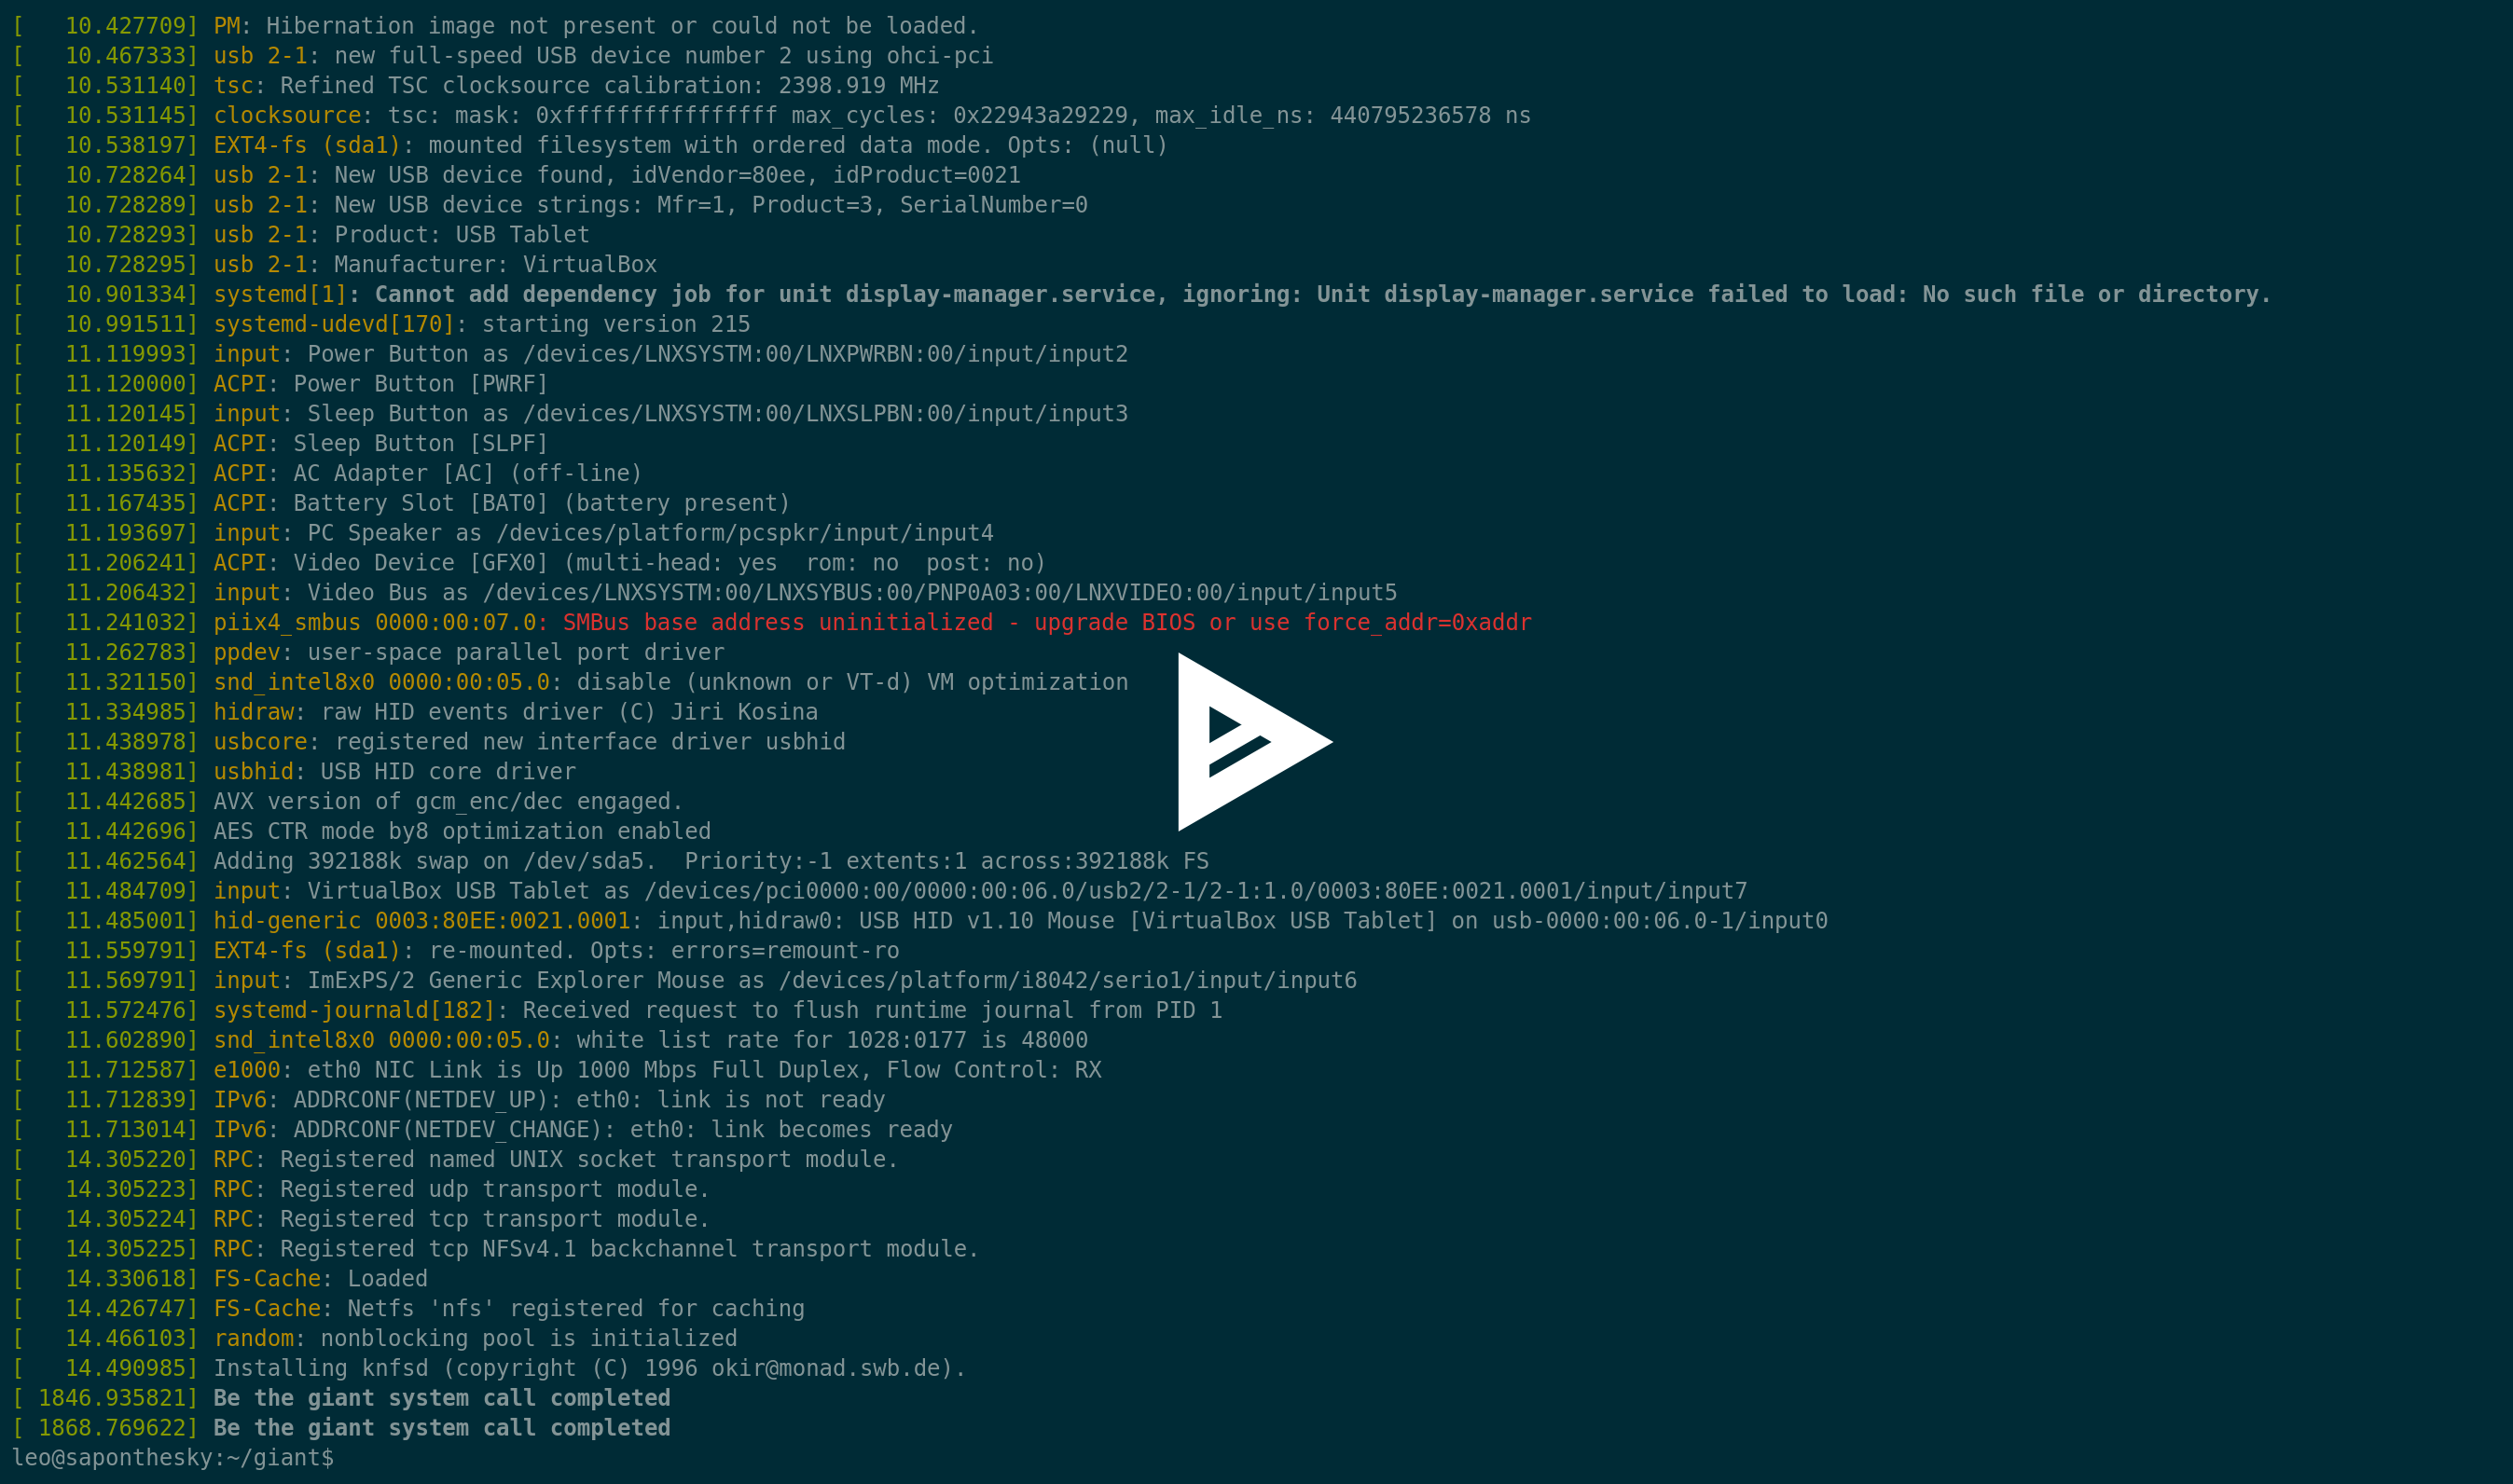 [   10.427709] PM: Hibernation image not present or could not be loaded.
[   10.467333] usb 2-1: new full-speed USB device number 2 using ohci-pci
[   10.531140] tsc: Refined TSC clocksource calibration: 2398.919 MHz
[   10.531145] clocksource: tsc: mask: 0xffffffffffffffff max_cycles: 0x22943a29229, max_idle_ns: 440795236578 ns
[   10.538197] EXT4-fs (sda1): mounted filesystem with ordered data mode. Opts: (null)
[   10.728264] usb 2-1: New USB device found, idVendor=80ee, idProduct=0021
[   10.728289] usb 2-1: New USB device strings: Mfr=1, Product=3, SerialNumber=0
[   10.728293] usb 2-1: Product: USB Tablet
[   10.728295] usb 2-1: Manufacturer: VirtualBox
[   10.901334] systemd[1]: Cannot add dependency job for unit display-manager.service, ignoring: Unit display-manager.service failed to load: No such file or directory.
[   10.991511] systemd-udevd[170]: starting version 215
[   11.119993] input: Power Button as /devices/LNXSYSTM:00/LNXPWRBN:00/input/input2
[   11.120000] ACPI: Power Button [PWRF]
[   11.120145] input: Sleep Button as /devices/LNXSYSTM:00/LNXSLPBN:00/input/input3
[   11.120149] ACPI: Sleep Button [SLPF]
[   11.135632] ACPI: AC Adapter [AC] (off-line)
[   11.167435] ACPI: Battery Slot [BAT0] (battery present)
[   11.193697] input: PC Speaker as /devices/platform/pcspkr/input/input4
[   11.206241] ACPI: Video Device [GFX0] (multi-head: yes  rom: no  post: no)
[   11.206432] input: Video Bus as /devices/LNXSYSTM:00/LNXSYBUS:00/PNP0A03:00/LNXVIDEO:00/input/input5
[   11.241032] piix4_smbus 0000:00:07.0: SMBus base address uninitialized - upgrade BIOS or use force_addr=0xaddr
[   11.262783] ppdev: user-space parallel port driver
[   11.321150] snd_intel8x0 0000:00:05.0: disable (unknown or VT-d) VM optimization
[   11.334985] hidraw: raw HID events driver (C) Jiri Kosina
[   11.438978] usbcore: registered new interface driver usbhid
[   11.438981] usbhid: USB HID core driver
[   11.442685] AVX version of gcm_enc/dec engaged.
[   11.442696] AES CTR mode by8 optimization enabled
[   11.462564] Adding 392188k swap on /dev/sda5.  Priority:-1 extents:1 across:392188k FS
[   11.484709] input: VirtualBox USB Tablet as /devices/pci0000:00/0000:00:06.0/usb2/2-1/2-1:1.0/0003:80EE:0021.0001/input/input7
[   11.485001] hid-generic 0003:80EE:0021.0001: input,hidraw0: USB HID v1.10 Mouse [VirtualBox USB Tablet] on usb-0000:00:06.0-1/input0
[   11.559791] EXT4-fs (sda1): re-mounted. Opts: errors=remount-ro
[   11.569791] input: ImExPS/2 Generic Explorer Mouse as /devices/platform/i8042/serio1/input/input6
[   11.572476] systemd-journald[182]: Received request to flush runtime journal from PID 1
[   11.602890] snd_intel8x0 0000:00:05.0: white list rate for 1028:0177 is 48000
[   11.712587] e1000: eth0 NIC Link is Up 1000 Mbps Full Duplex, Flow Control: RX
[   11.712839] IPv6: ADDRCONF(NETDEV_UP): eth0: link is not ready
[   11.713014] IPv6: ADDRCONF(NETDEV_CHANGE): eth0: link becomes ready
[   14.305220] RPC: Registered named UNIX socket transport module.
[   14.305223] RPC: Registered udp transport module.
[   14.305224] RPC: Registered tcp transport module.
[   14.305225] RPC: Registered tcp NFSv4.1 backchannel transport module.
[   14.330618] FS-Cache: Loaded
[   14.426747] FS-Cache: Netfs 'nfs' registered for caching
[   14.466103] random: nonblocking pool is initialized
[   14.490985] Installing knfsd (copyright (C) 1996 okir@monad.swb.de).
[ 1846.935821] Be the giant system call completed
[ 1868.769622] Be the giant system call completed
leo@saponthesky:~/giant$